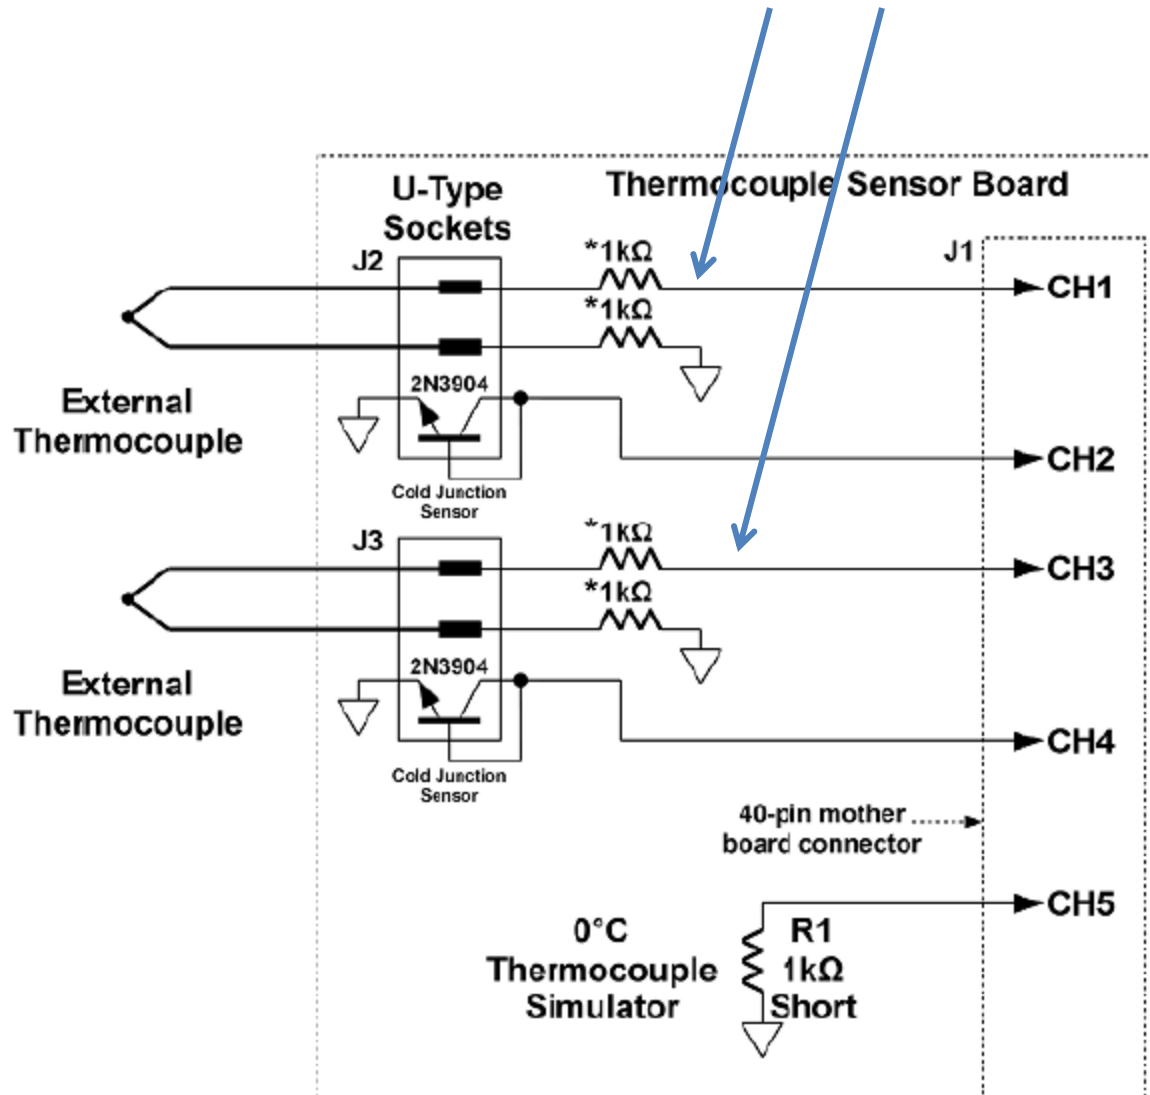 Thermocouple Sensor Board
U-Type
Sockets
J2
*1kΩ
J1
CH1
*1kΩ
2N3904
External
Thermocouple
CH2
Cold Junction
Sensor
J3
*1kΩ
CH3
*1kΩ
2N3904
External
Thermocouple
CH4
Cold Junction
Sensor
40-pin mother
board connector
CH5
0°C
Thermocouple
Simulator
R1
1kΩ
Short